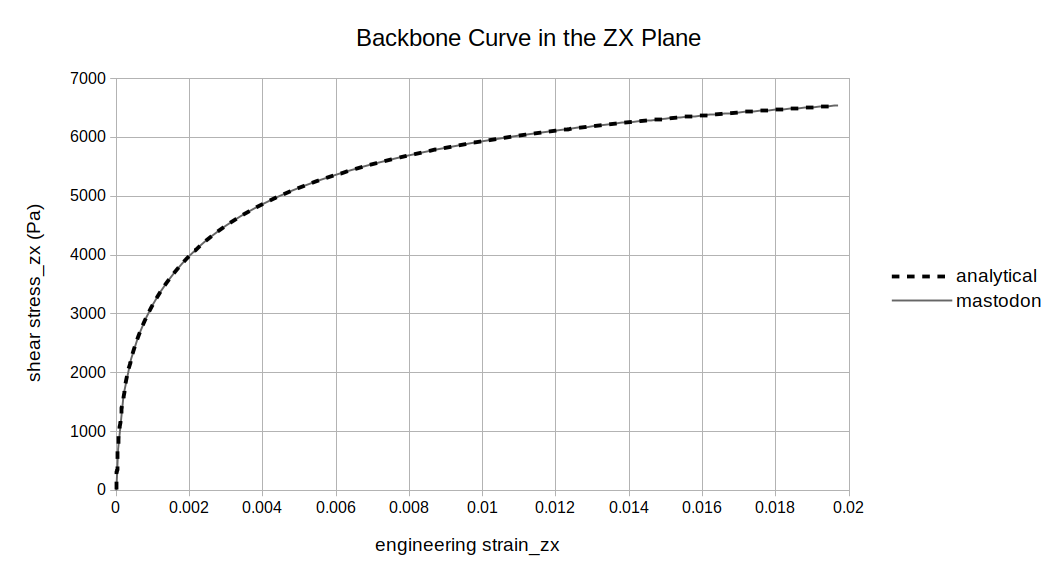 Backbone Curve in the ZX Plane
7000
6000
5000
4000
3000
2000
1000
0
shear stress_zx (Pa)
0 0.002 0.004 0.006 0.008 0.01 0.012 0.014 0.016 0.018 0.02
engineering strain_zx
analytical
mastodon